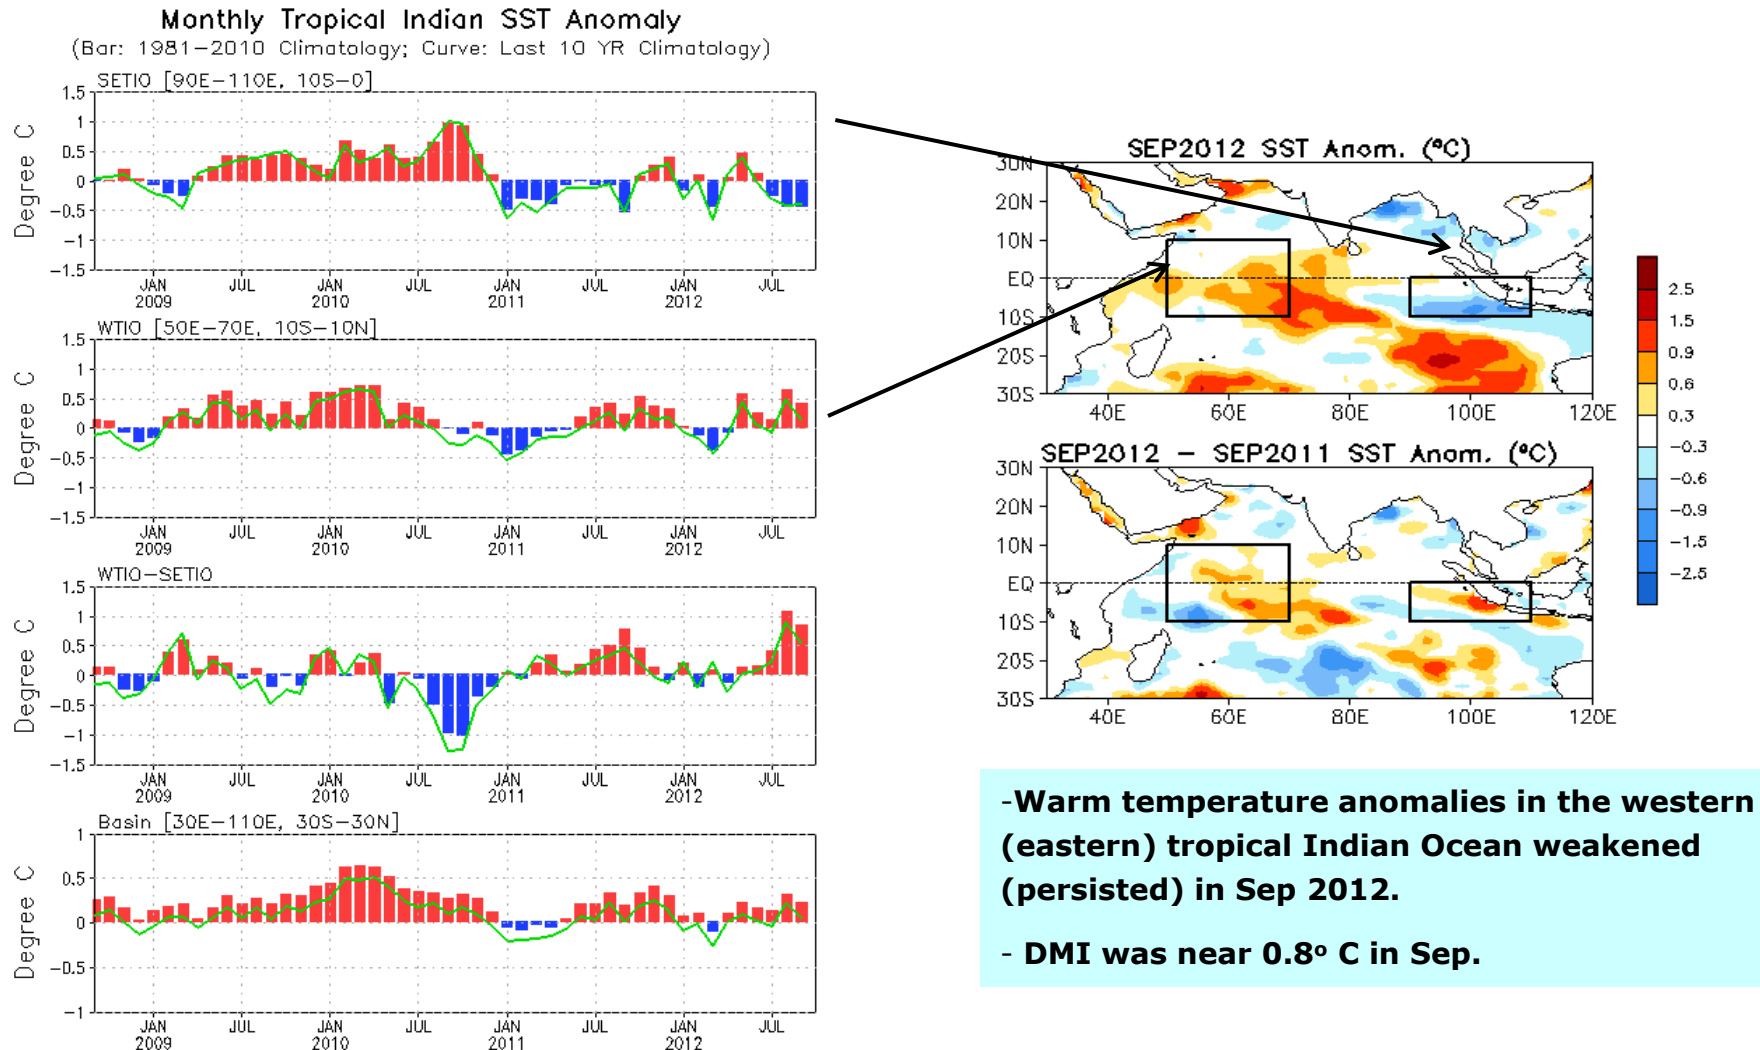 Monthly Tropical Indian SST Anomaly
(Bar: 1981-2010 Climatology; Curve: Last 10 YR Climatology)
SETIO [90E-110E, 10S-0]
Degree C
1.5
1
0.5
0
-0.5
-1
-1.5
JAN JUL JAN JUL JAN JUL JAN JUL
2009 2010 2011 2012
WTIO [50E-70E, 10S-10N]
Degree C
1.5
1
0.5
0
-0.5
-1
-1.5
JAN JUL JAN JUL JAN JUL JAN JUL
2009 2010 2011 2012
WTIO-SETIO
Degree C
1.5
1
0.5
0
-0.5
-1
-1.5
JAN JUL JAN JUL JAN JUL JAN JUL
2009 2010 2011 2012
Basin [30E-110E, 30S-30N]
Degree C
1
0.5
0
-0.5
-1
JAN JUL JAN JUL JAN JUL JAN JUL
2009 2010 2011 2012
SEP2012 SST Anom. (°C)
30N
20N
10N
EQ
10S
20S
30S
40E 60E 80E 100E 120E
SEP2012 - SEP2011 SST Anom. (°C)
30N
20N
10N
EQ
10S
20S
30S
40E 60E 80E 100E 120E
2.5
1.5
0.9
0.6
0.3
-0.3
-0.6
-0.9
-1.5
-2.5
-Warm temperature anomalies in the western
(eastern) tropical Indian Ocean weakened
(persisted) in Sep 2012.
- DMI was near 0.8º C in Sep.